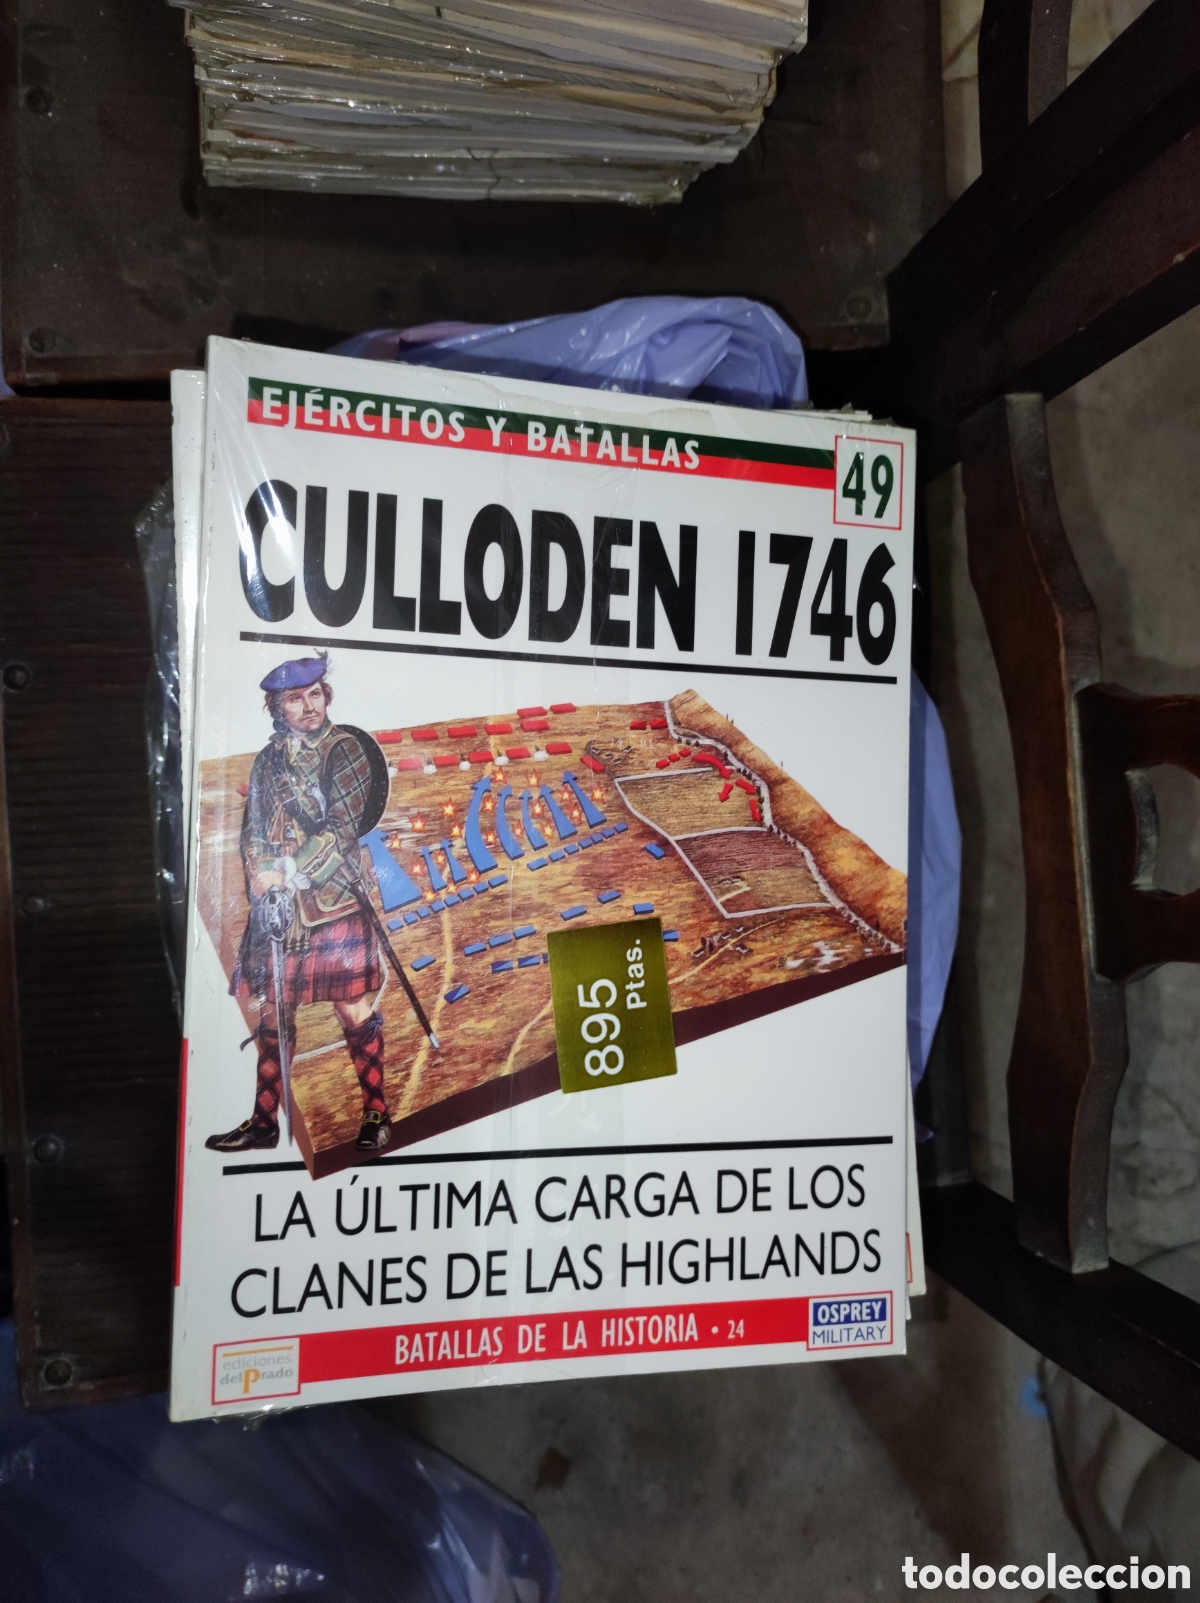 EJÉRCITOS Y BATALLAS
49
CULLODEN 1746
895
Ptas.
LA ÚLTIMA CARGA DE LOS
CLANES DE LAS HIGHLANDS
BATALLAS DE LA HISTORIA • 24
OSPREY
MILITARY
ediciones
del Prado
todocoleccion